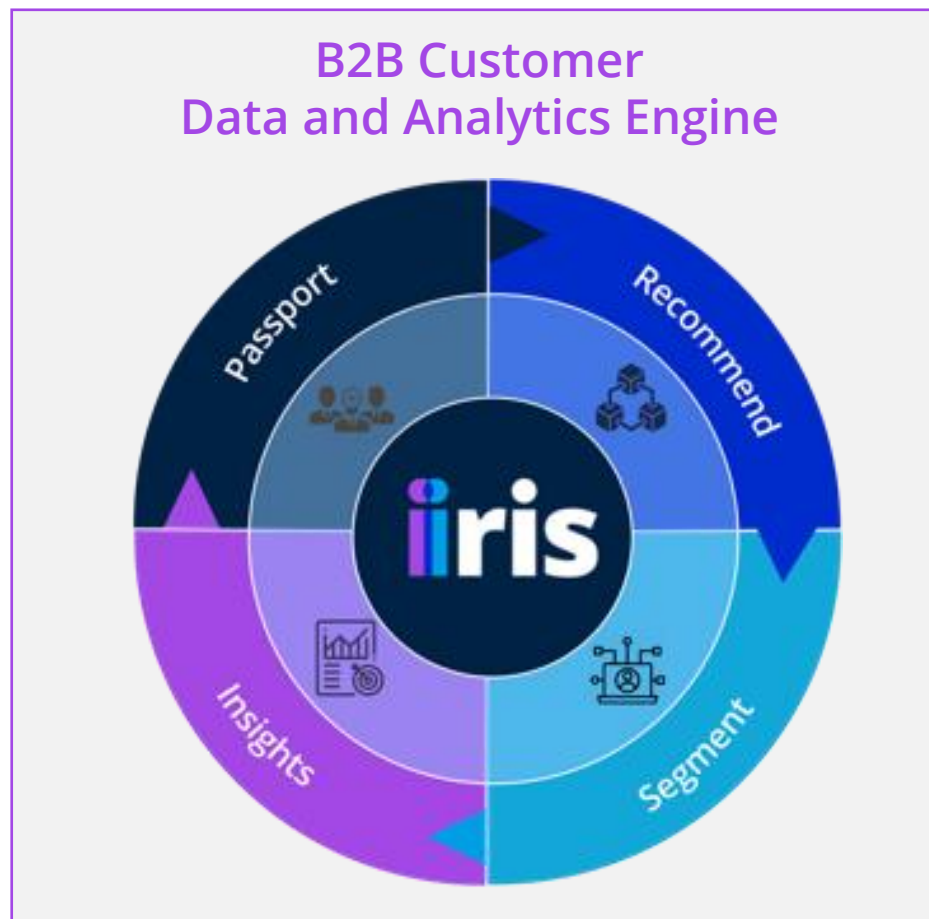 B2B Customer
Data and Analytics Engine
Passport
Recommend
iiris
Insights
Segment